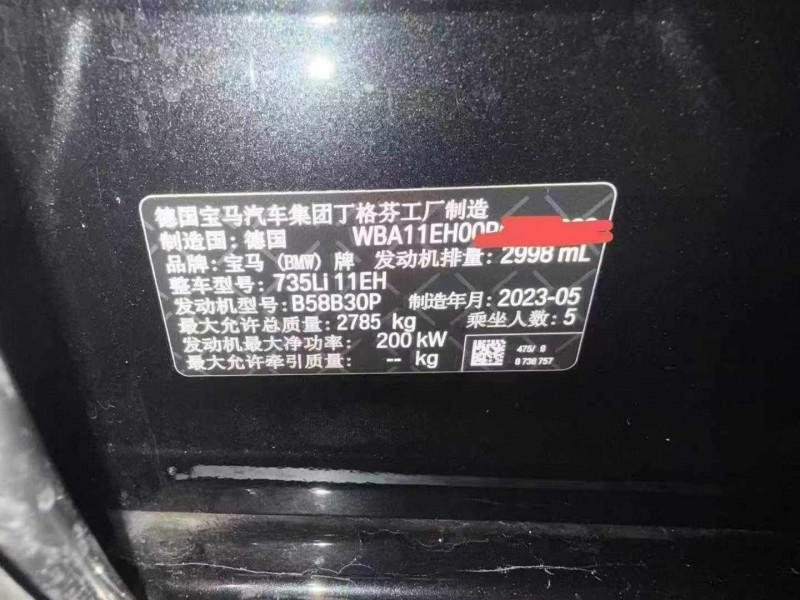 德国宝马汽车集团丁格芬工厂制造
制造国: 德国 WBA11EH00P
品牌: 宝马 (BMW) 牌 发动机排量: 2998 mL
整车型号: 735Li 11EH
发动机型号: B58B30P 制造年月: 2023-05
最大允许总质量: 2785 kg 乘坐人数: 5
发动机最大净功率: 200 kW
最大允许牵引质量: -- kg
475/ 9
8 738 757